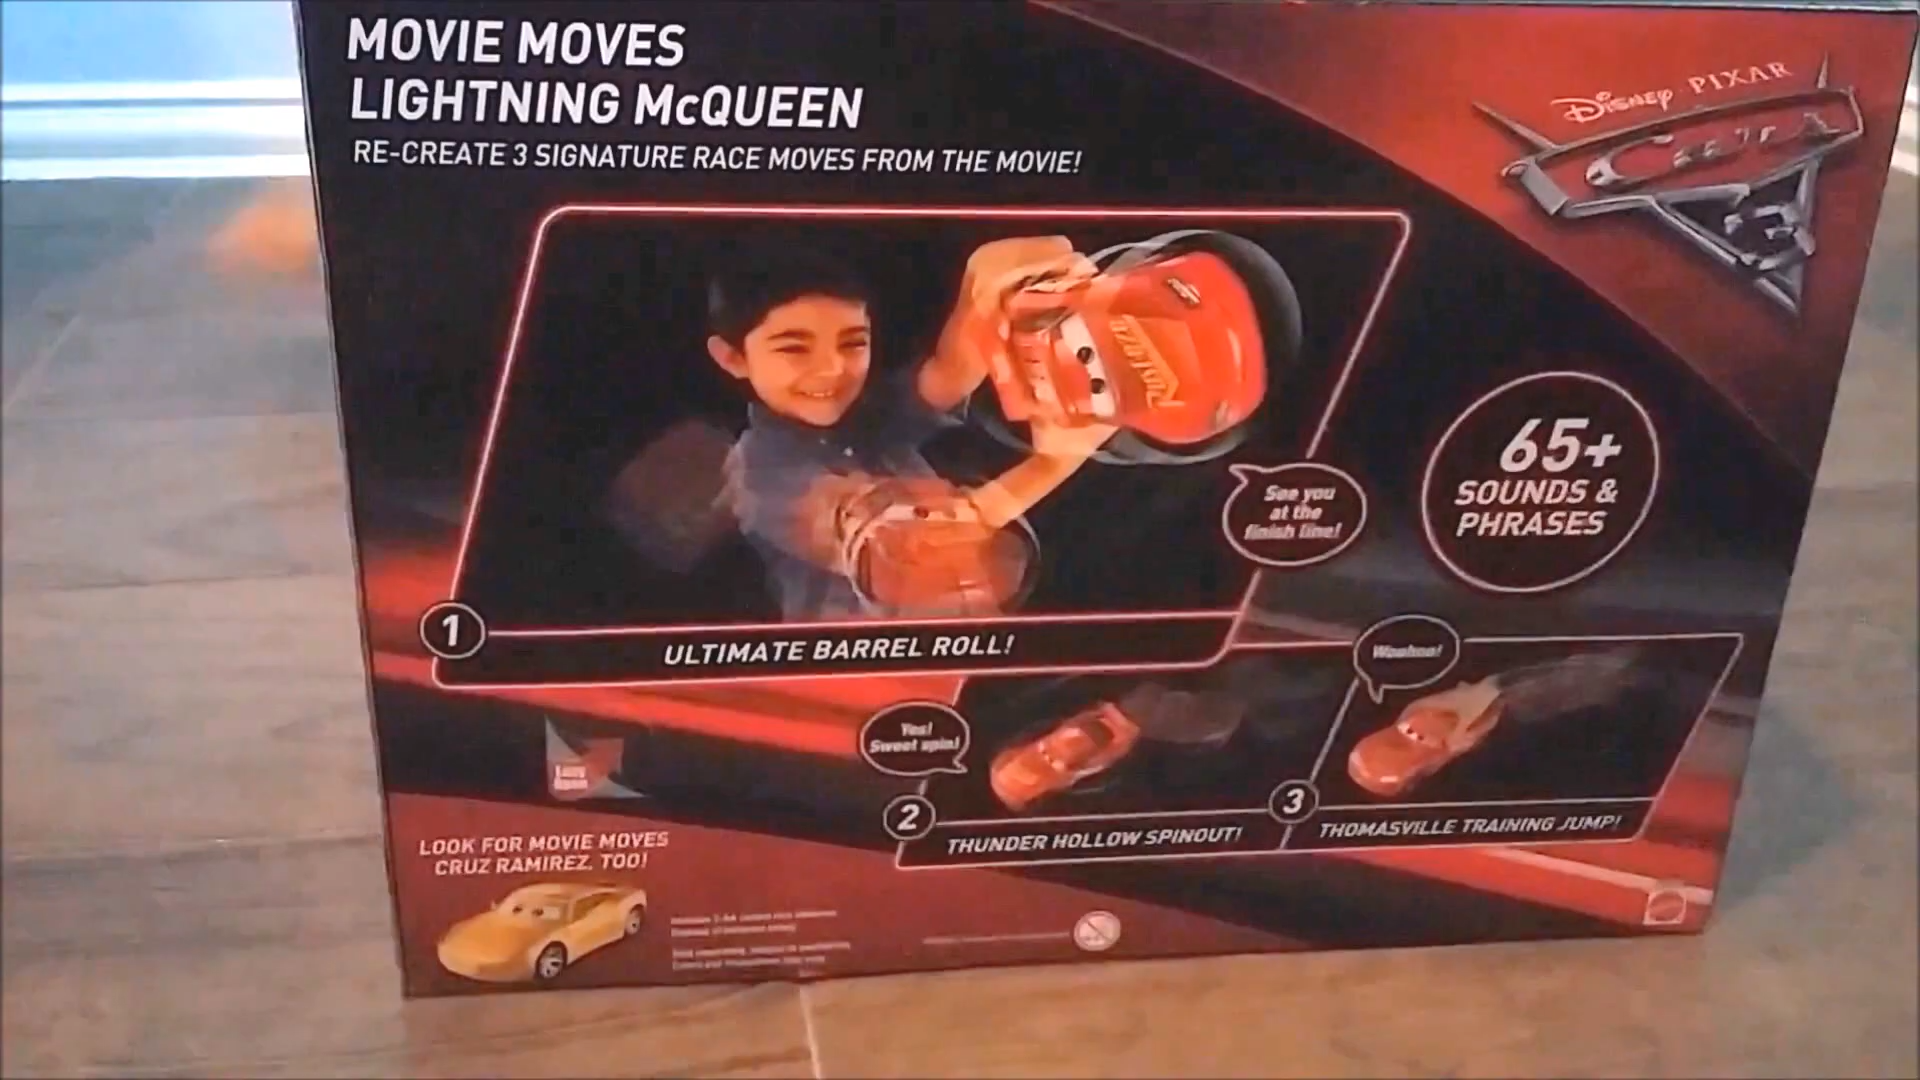 MOVIE MOVES
LIGHTNING McQUEEN
RE-CREATE 3 SIGNATURE RACE MOVES FROM THE MOVIE!
DISNEY PIXAR
Cars
3
65+
SOUNDS &
PHRASES
See you
at the
finish line!
1
ULTIMATE BARREL ROLL!
Yes!
Sweet spin!
2
THUNDER HOLLOW SPINOUT!
Woohoo!
3
THOMASVILLE TRAINING JUMP!
LOOK FOR MOVIE MOVES
CRUZ RAMIREZ, TOO!